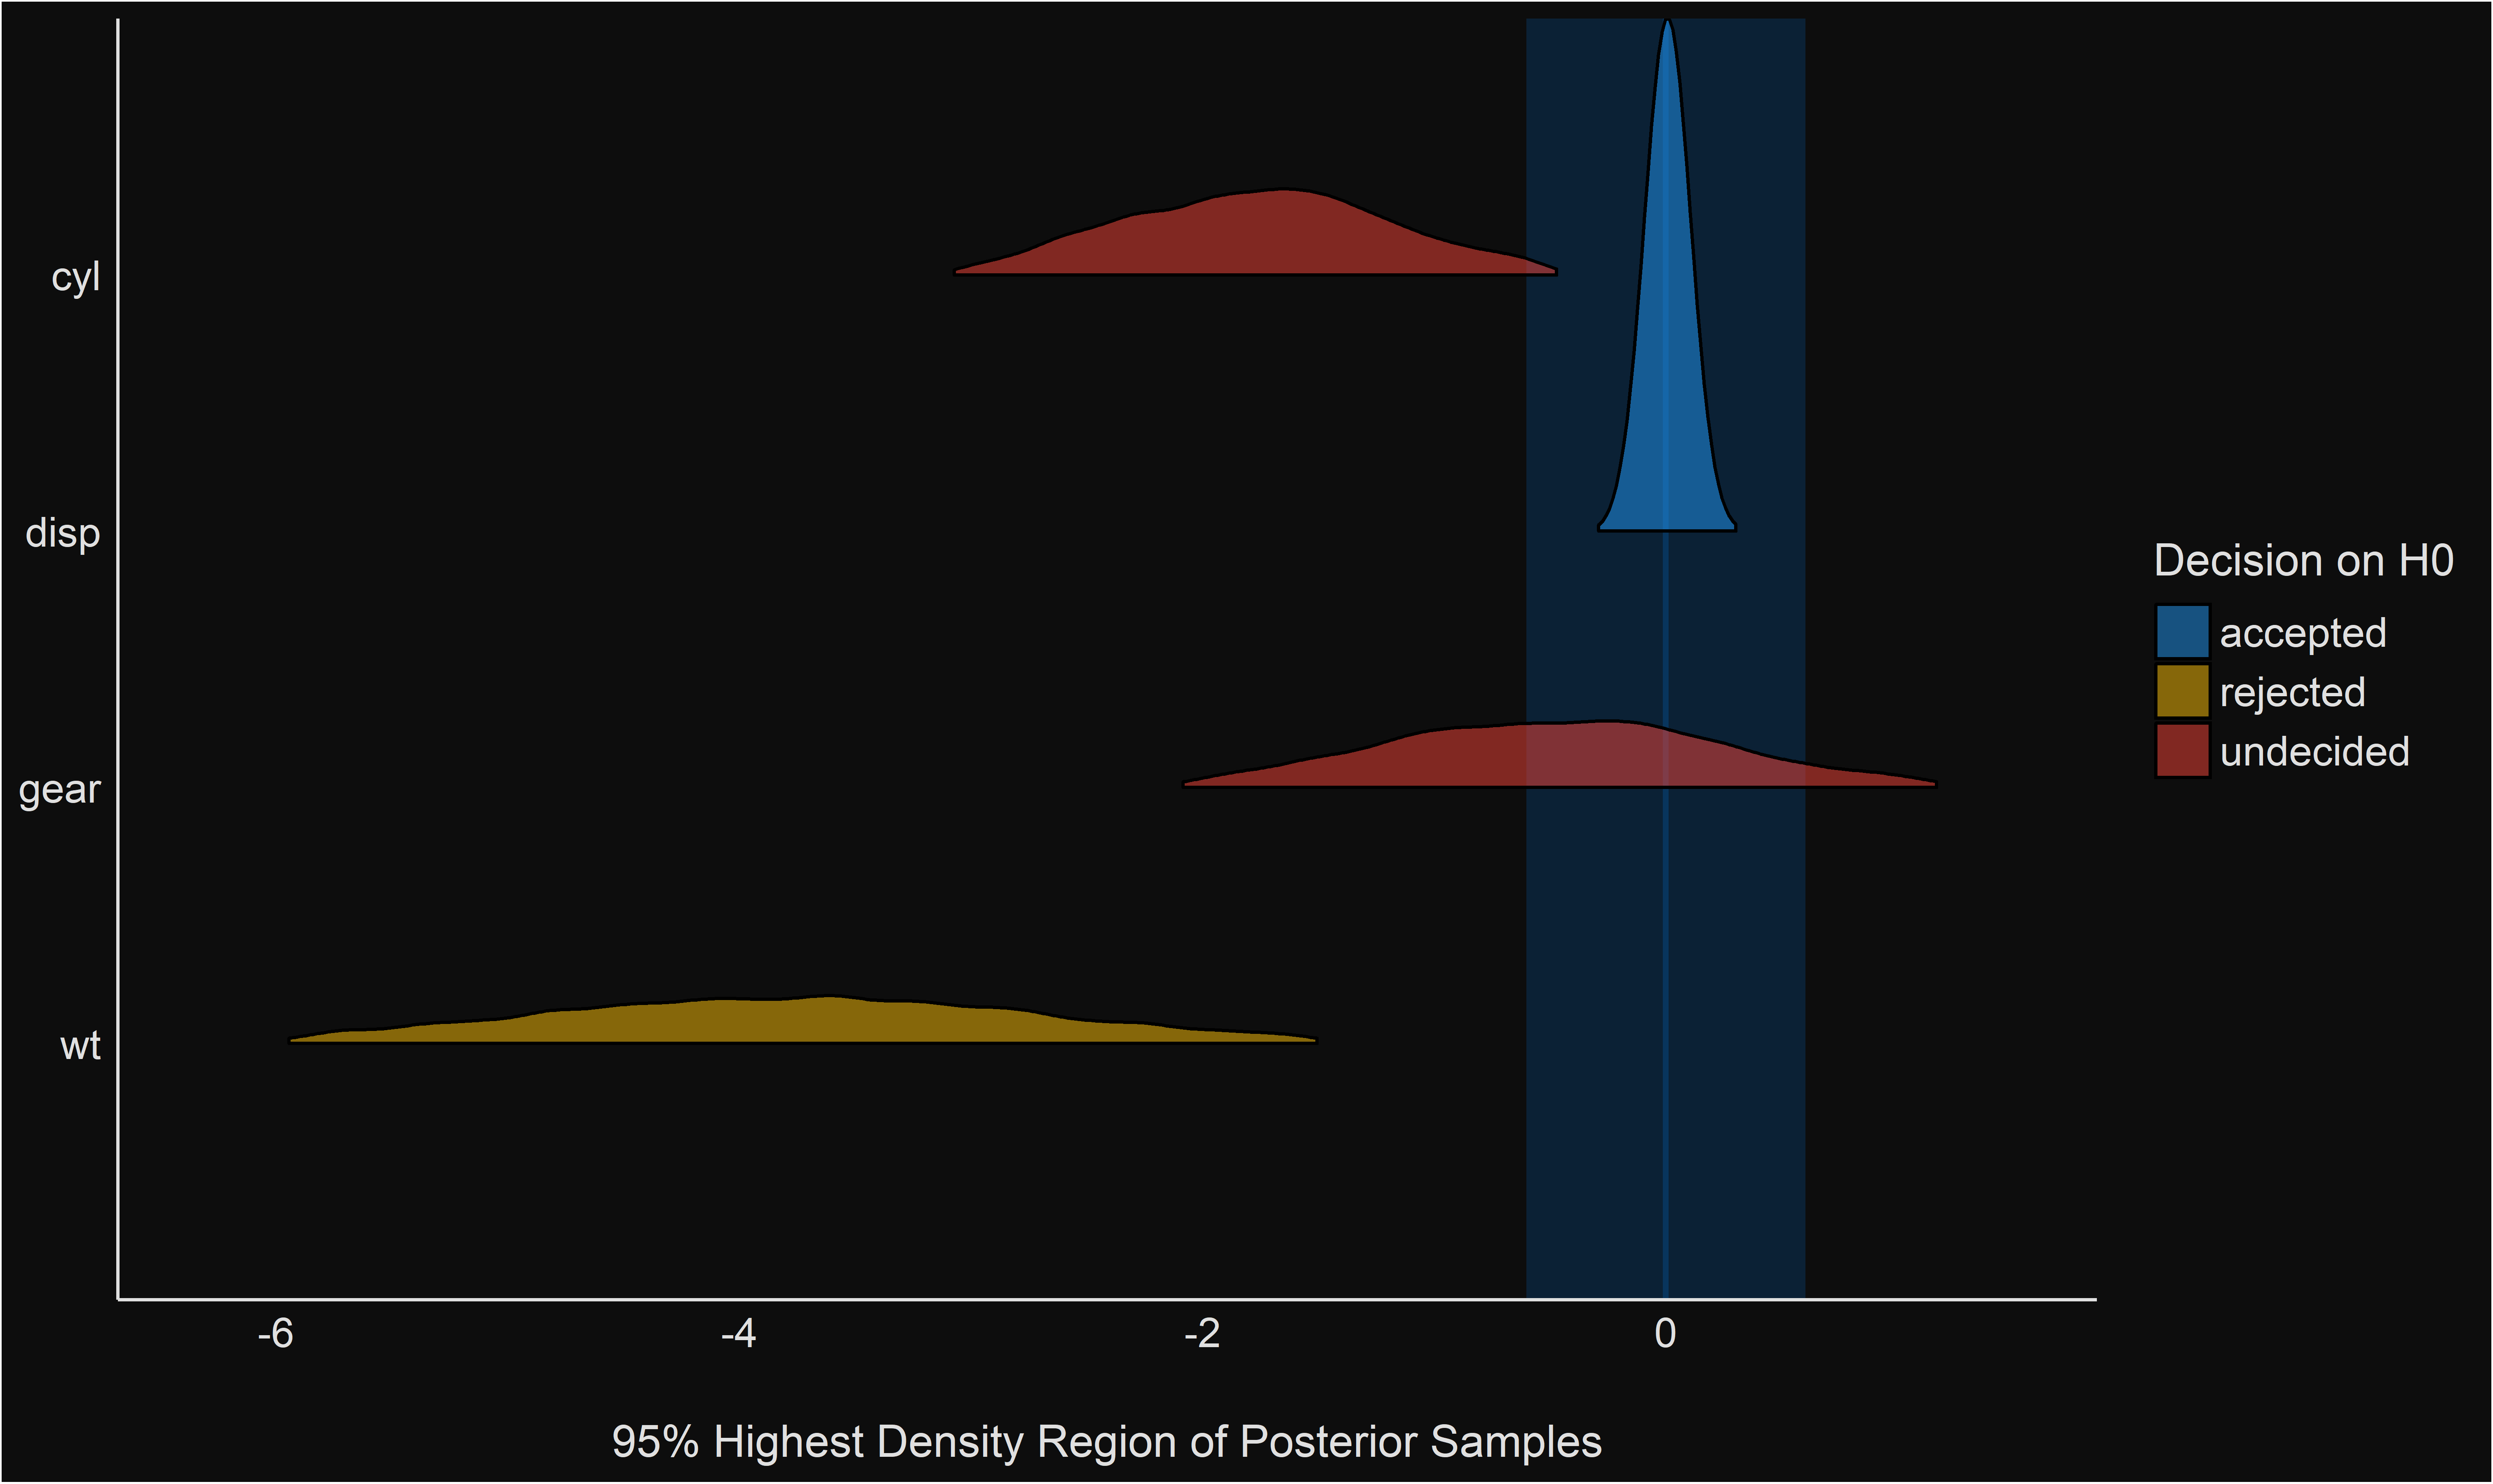 cyl
disp
gear
wt
-6
-4
-2
0
95% Highest Density Region of Posterior Samples
Decision on H0
accepted
rejected
undecided